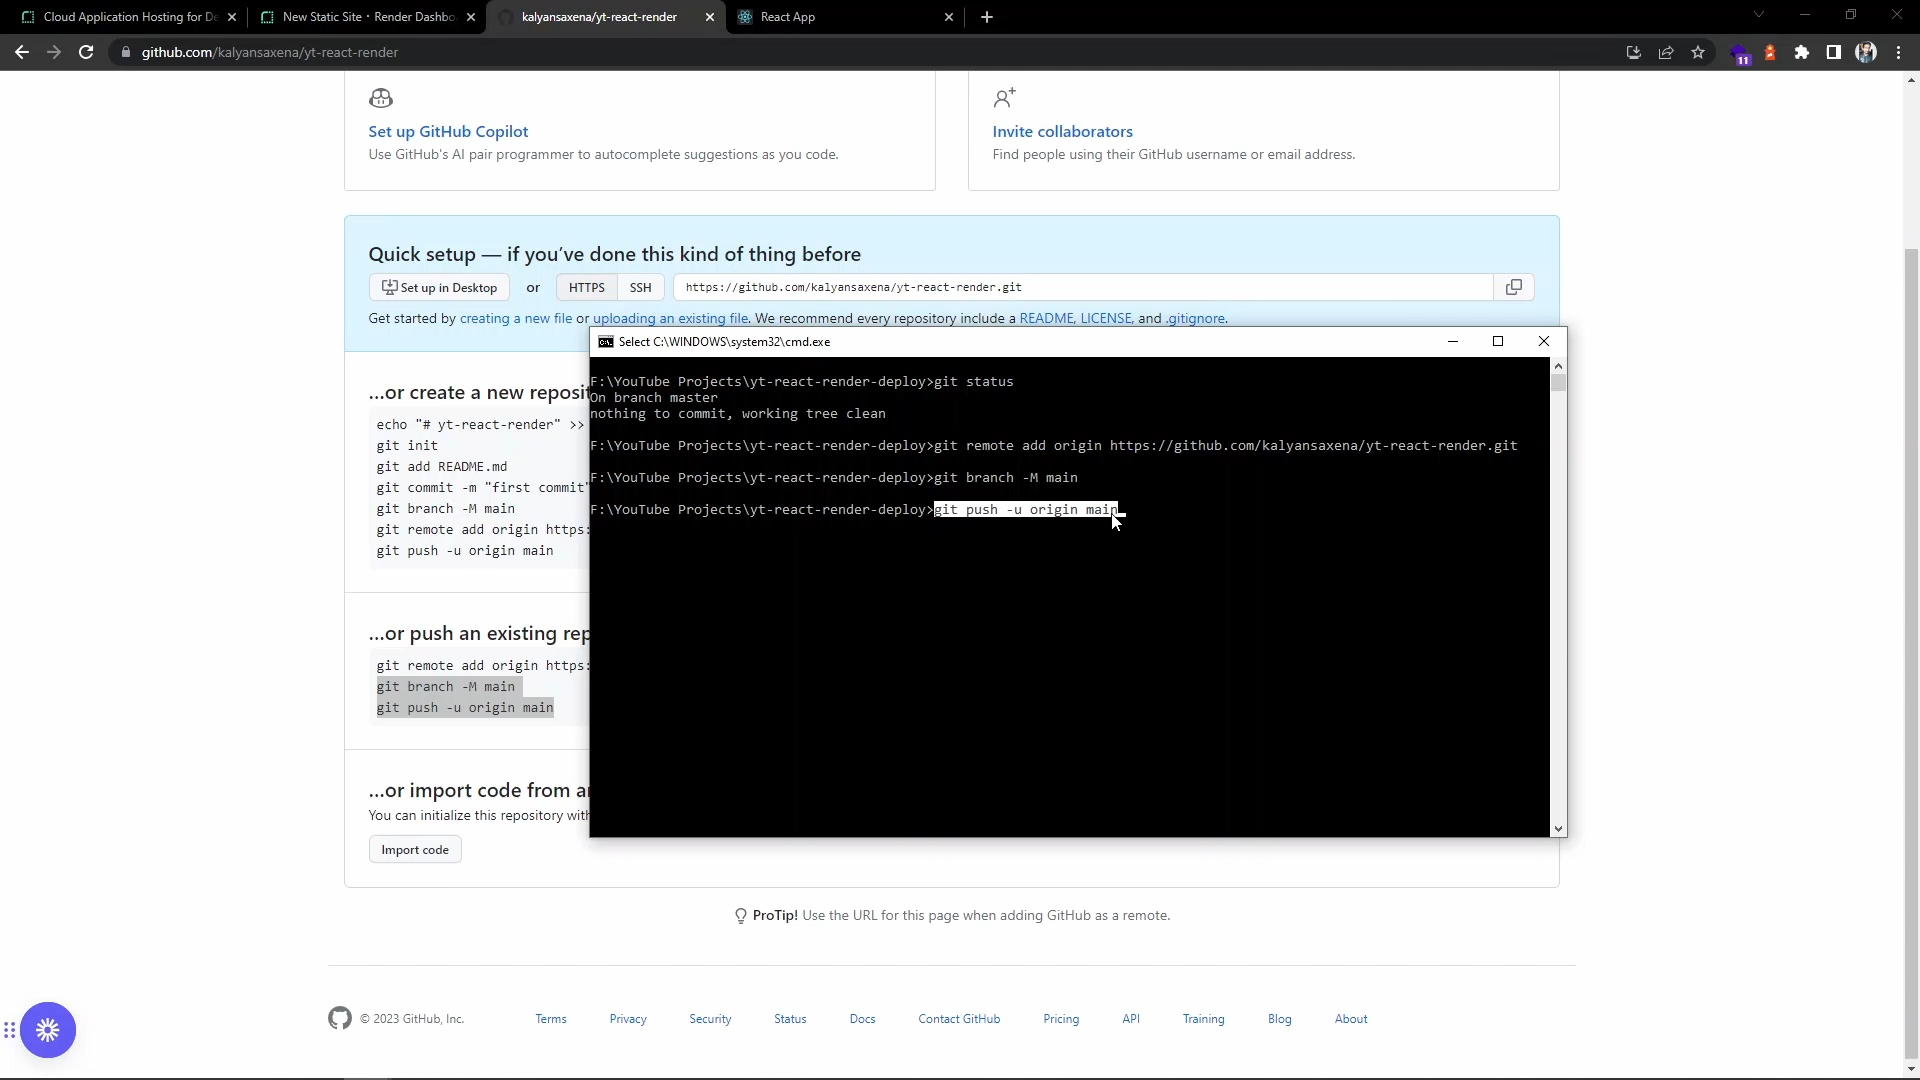 Cloud Application Hosting for De
New Static Site · Render Dashbo
kalyansaxena/yt-react-render
React App
github.com/kalyansaxena/yt-react-render
11
Set up GitHub Copilot
Use GitHub's AI pair programmer to autocomplete suggestions as you code.
Invite collaborators
Find people using their GitHub username or email address.
Quick setup — if you've done this kind of thing before
Set up in Desktop
or
HTTPS
SSH
https://github.com/kalyansaxena/yt-react-render.git
Get started by creating a new file or uploading an existing file. We recommend every repository include a README, LICENSE, and .gitignore.
…or create a new reposit
echo "# yt-react-render" >>
git init
git add README.md
git commit -m "first commit"
git branch -M main
git remote add origin https:
git push -u origin main
…or push an existing rep
git remote add origin https:
git branch -M main
git push -u origin main
…or import code from an
You can initialize this repository with
Import code
Select C:\WINDOWS\system32\cmd.exe
F:\YouTube Projects\yt-react-render-deploy>git status
On branch master
nothing to commit, working tree clean
F:\YouTube Projects\yt-react-render-deploy>git remote add origin https://github.com/kalyansaxena/yt-react-render.git
F:\YouTube Projects\yt-react-render-deploy>git branch -M main
F:\YouTube Projects\yt-react-render-deploy>git push -u origin main
ProTip! Use the URL for this page when adding GitHub as a remote.
© 2023 GitHub, Inc.
Terms
Privacy
Security
Status
Docs
Contact GitHub
Pricing
API
Training
Blog
About